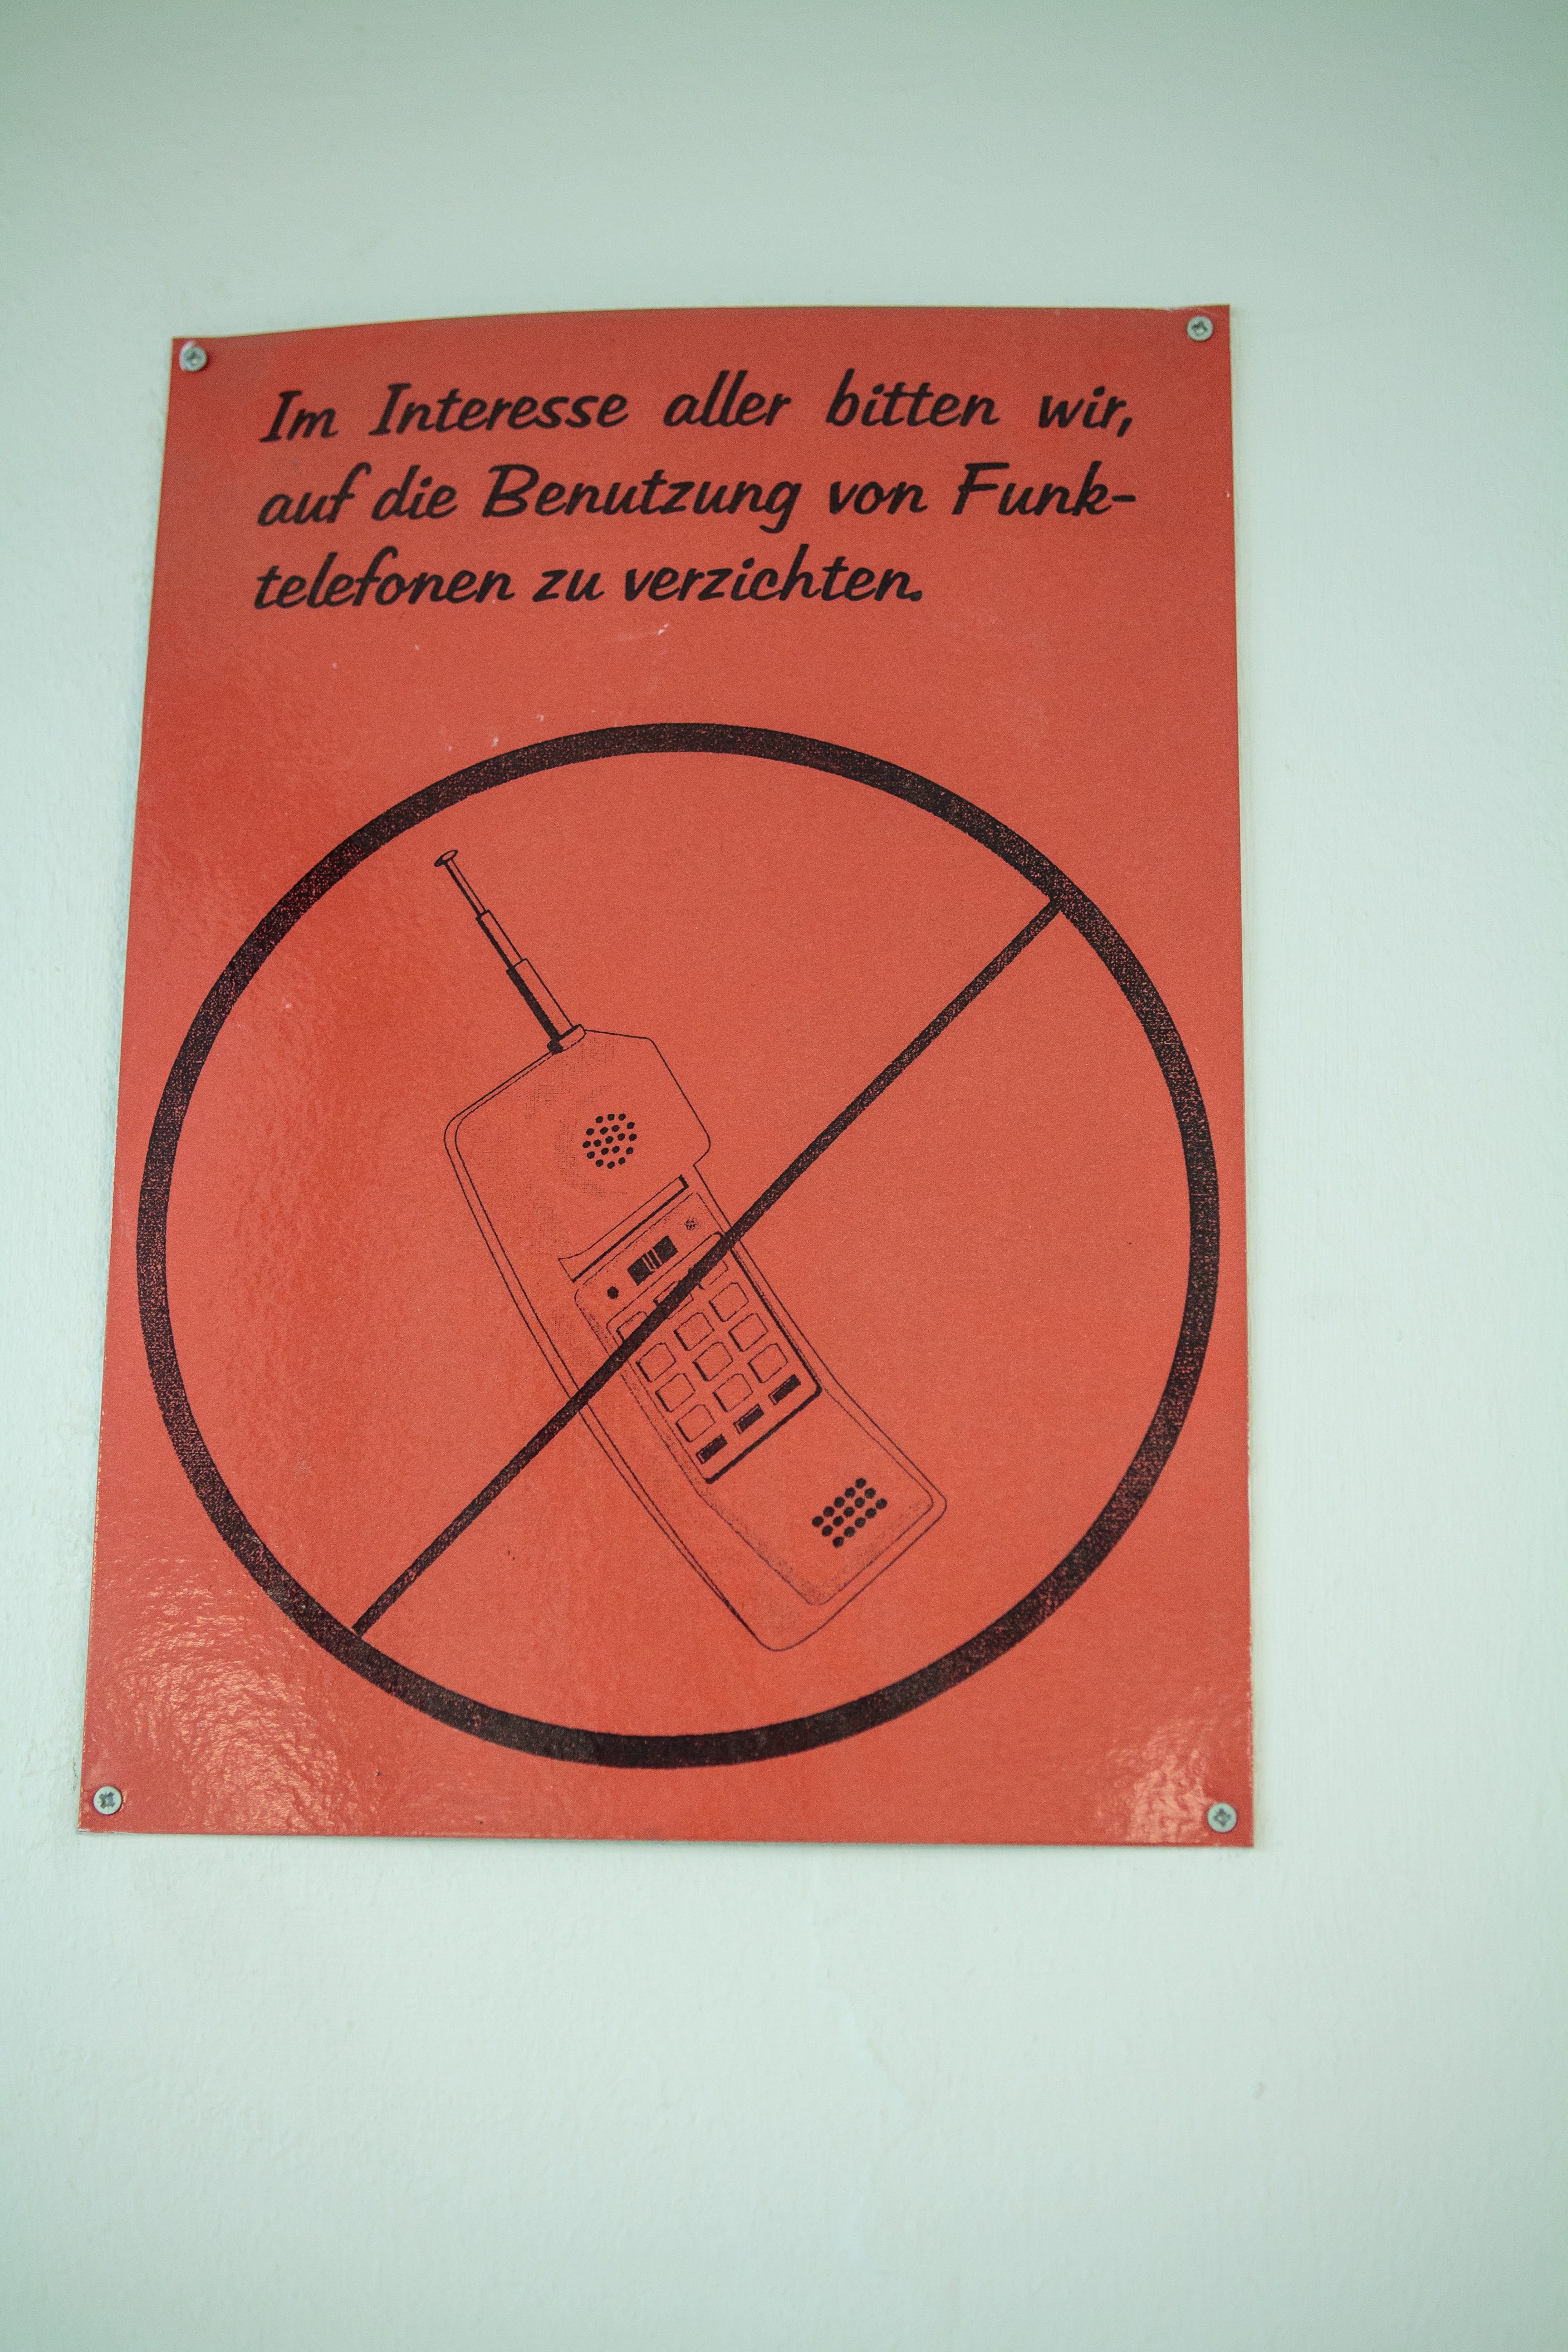 Im Interesse aller bitten wir,
auf die Benutzung von Funk-
telefonen zu verzichten.